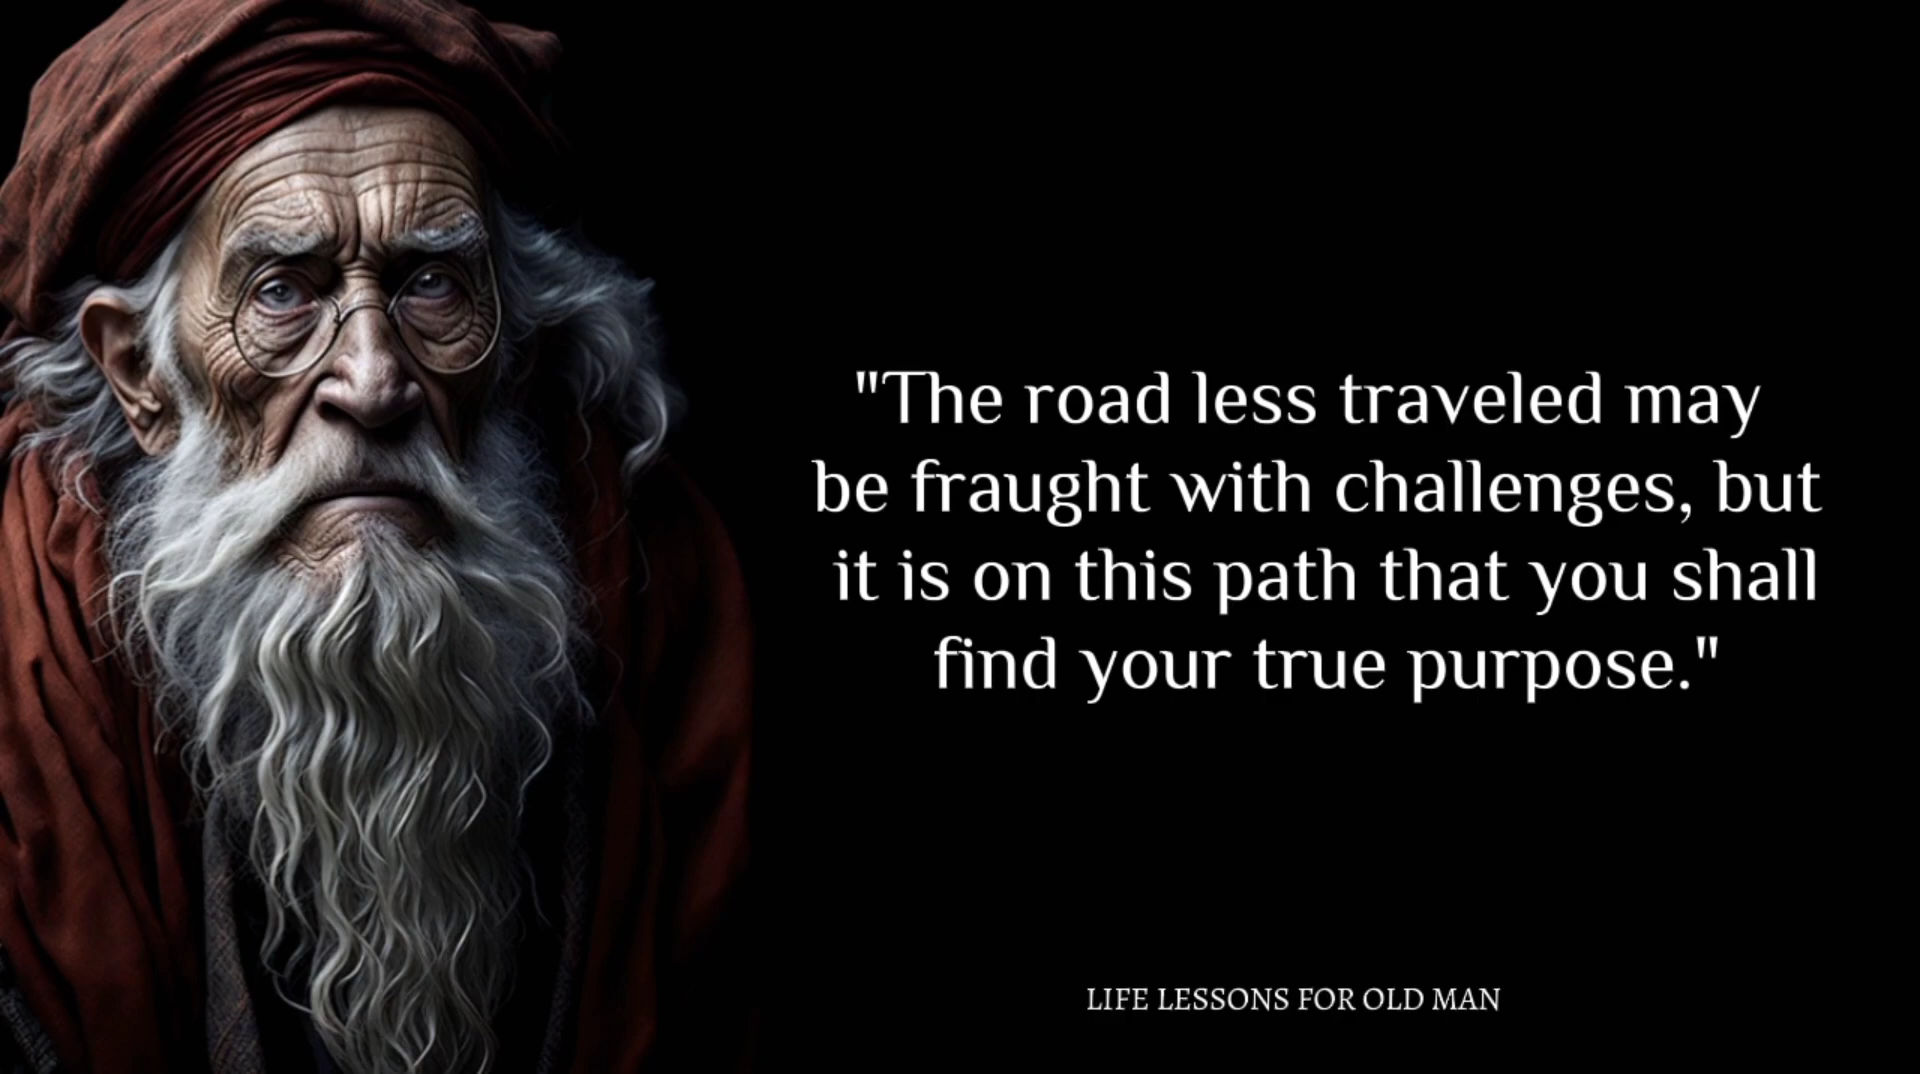 "The road less traveled may
be fraught with challenges, but
it is on this path that you shall
find your true purpose."
LIFE LESSONS FOR OLD MAN